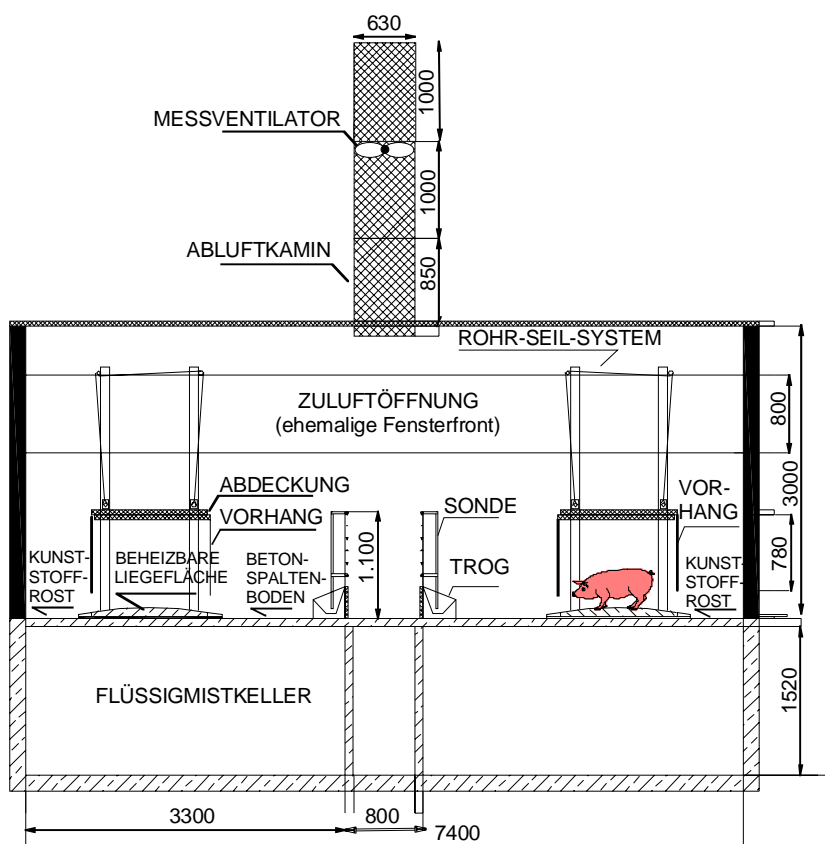 630
1000
MESSVENTILATOR
1000
ABLUFTKAMIN
850
ROHR-SEIL-SYSTEM
ZULUFTÖFFNUNG
(ehemalige Fensterfront)
800
3000
ABDECKUNG
VORHANG
SONDE
VOR-
HANG
KUNST-
STOFF-
ROST
BEHEIZBARE
LIEGEFLÄCHE
BETON-
SPALTEN-
BODEN
1.100
TROG
KUNST-
STOFF-
ROST
780
FLÜSSIGMISTKELLER
1520
3300
800
7400